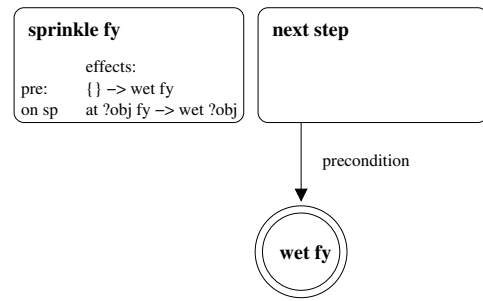 sprinkle fy
effects:
pre: { } −> wet fy
on sp at ?obj fy −> wet ?obj
next step
precondition
wet fy